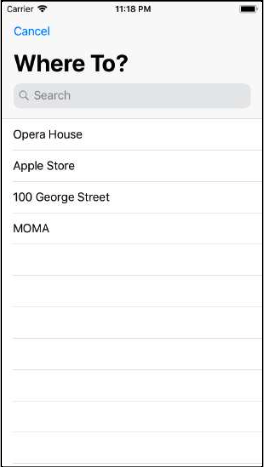 Carrier 11:18 PM
Cancel
Where To?
Search
Opera House
Apple Store
100 George Street
MOMA